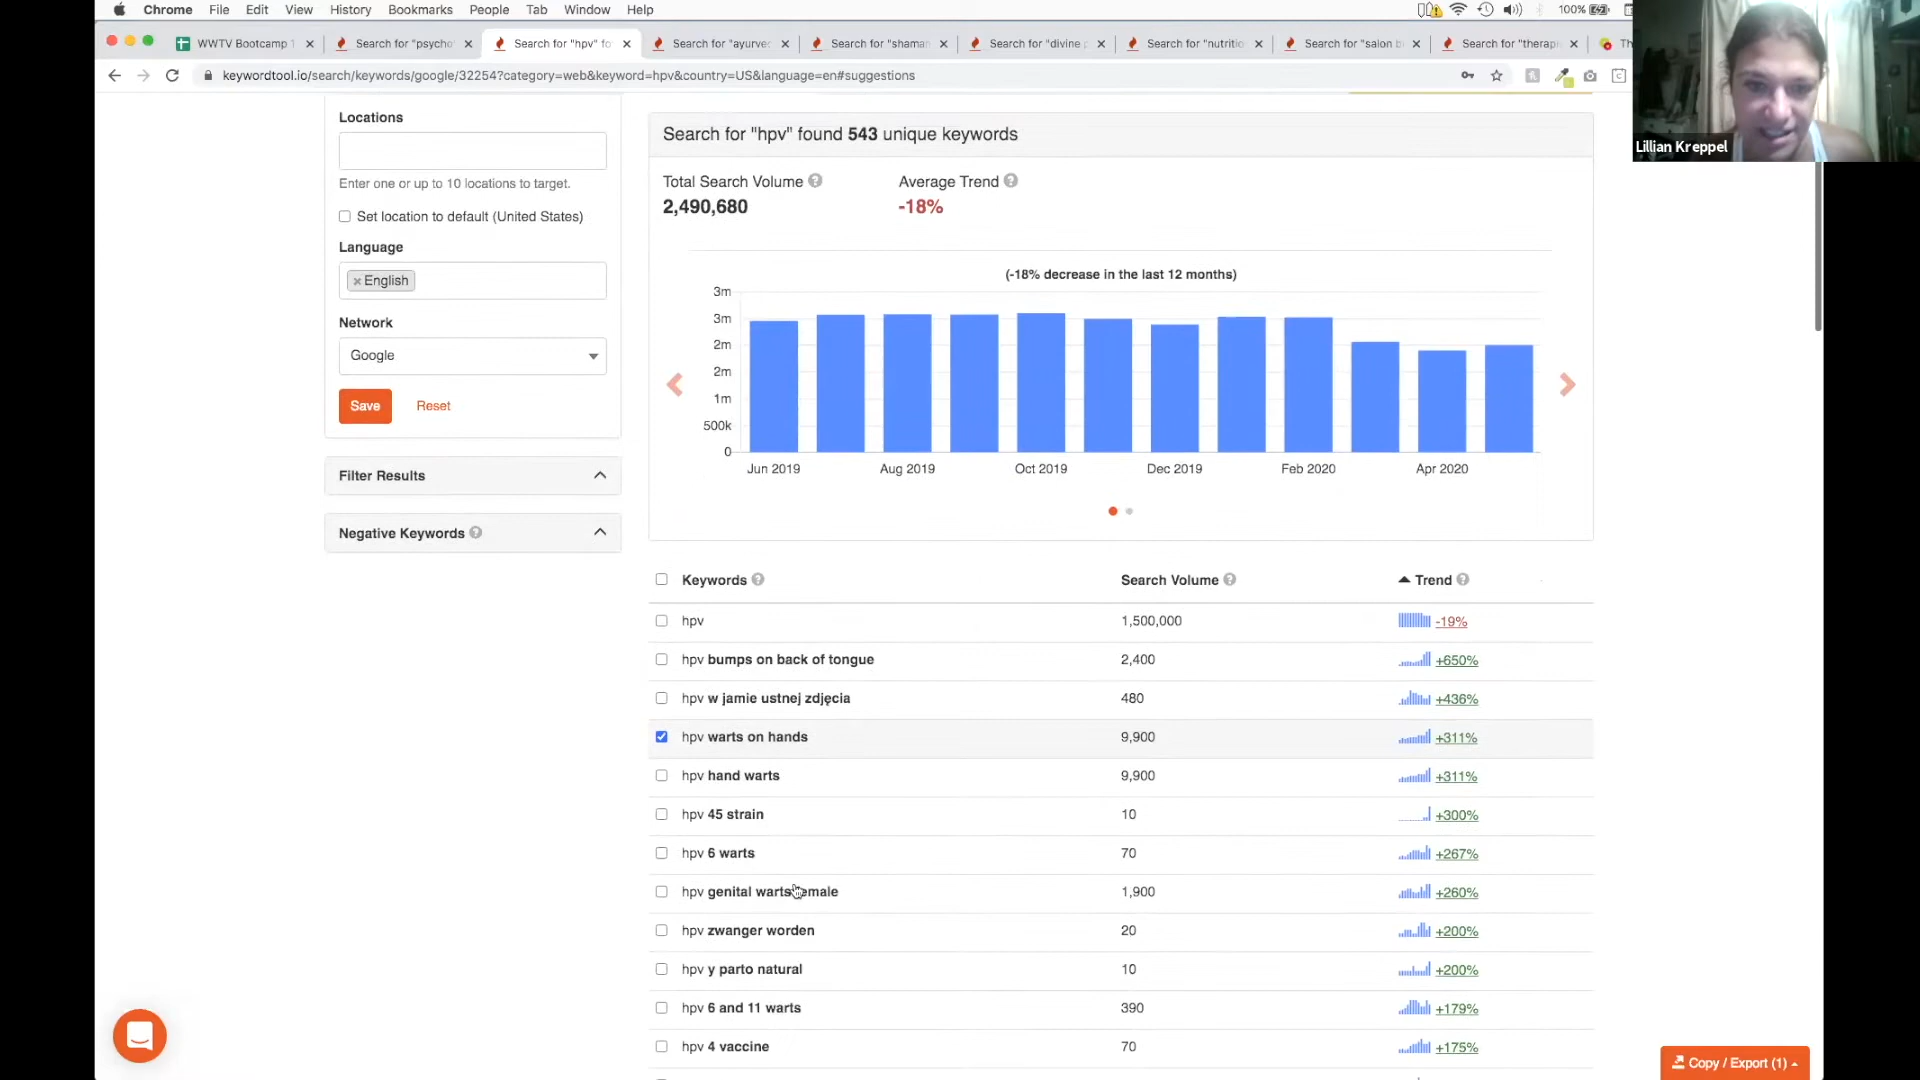 Chrome File Edit View History Bookmarks People Tab Window Help
100%
WWTV Bootcamp
Search for "psycho
Search for "hpv" fo
Search for "ayurve
Search for "shaman
Search for "divine
Search for "nutritio
Search for "salon b
Search for "therap
Th
keywordtool.io/search/keywords/google/32254?category=web&keyword=hpv&country=US&language=en#suggestions
Lillian Kreppel
Locations
Enter one or up to 10 locations to target.
Set location to default (United States)
Language
× English
Network
Google
Save Reset
Filter Results
Negative Keywords ?
Search for "hpv" found 543 unique keywords
Total Search Volume ? Average Trend ?
2,490,680 -18%
(-18% decrease in the last 12 months)
3m
3m
2m
2m
1m
500k
0
Jun 2019 Aug 2019 Oct 2019 Dec 2019 Feb 2020 Apr 2020
Keywords ? Search Volume ? Trend ?
hpv 1,500,000 -19%
hpv bumps on back of tongue 2,400 +650%
hpv w jamie ustnej zdjęcia 480 +436%
hpv warts on hands 9,900 +311%
hpv hand warts 9,900 +311%
hpv 45 strain 10 +300%
hpv 6 warts 70 +267%
hpv genital warts female 1,900 +260%
hpv zwanger worden 20 +200%
hpv y parto natural 10 +200%
hpv 6 and 11 warts 390 +179%
hpv 4 vaccine 70 +175%
Copy / Export (1)